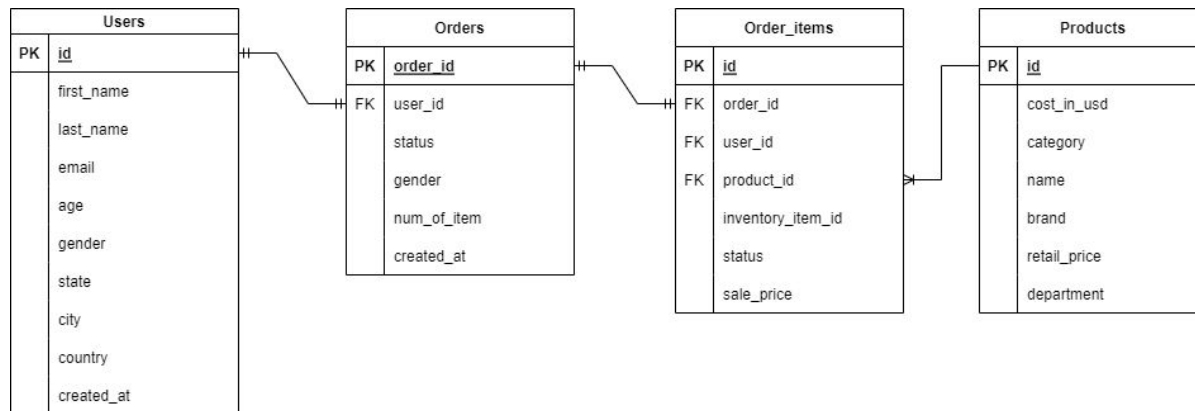 Users
PK id
first_name
last_name
email
age
gender
state
city
country
created_at
Orders
PK order_id
FK user_id
status
gender
num_of_item
created_at
Order_items
PK id
FK order_id
FK user_id
FK product_id
inventory_item_id
status
sale_price
Products
PK id
cost_in_usd
category
name
brand
retail_price
department